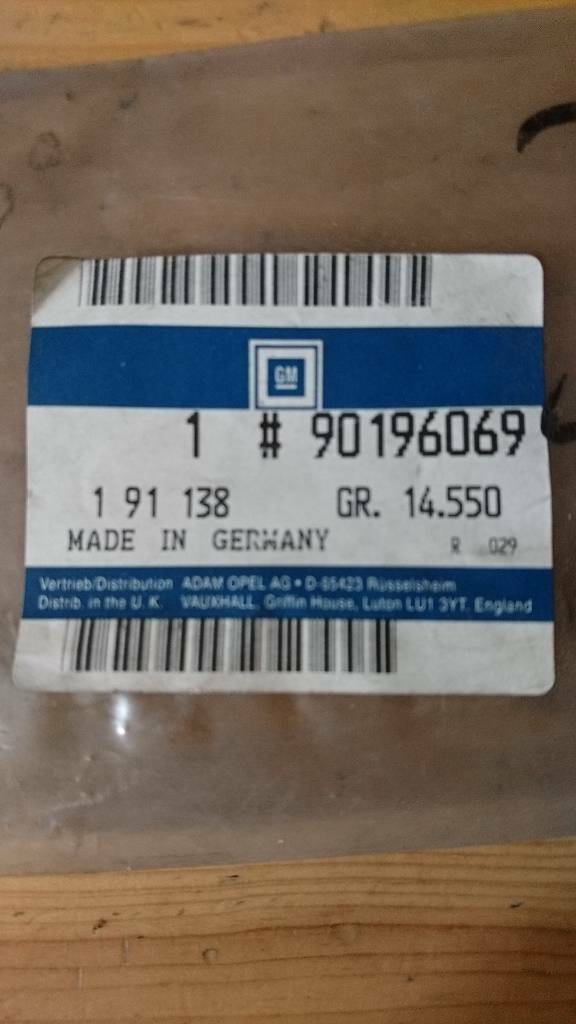 GM
1 # 90196069
1 91 138 GR. 14.550
MADE IN GERMANY R 029
Vertrieb/Distribution ADAM OPEL AG • D-55423 Rüsselsheim
Distrib. in the U. K. VAUXHALL, Griffin House, Luton LU1 3YT, England